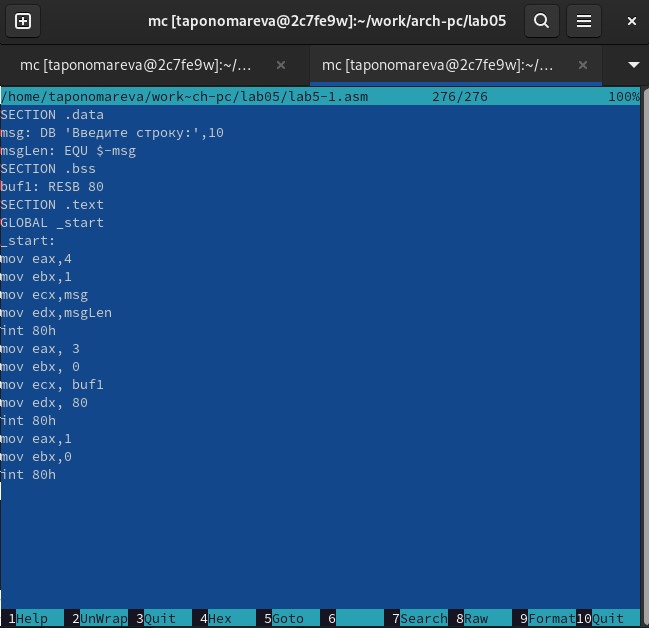 mc [taponomareva@2c7fe9w]:~/work/arch-pc/lab05
mc [taponomareva@2c7fe9w]:~/... mc [taponomareva@2c7fe9w]:~/...
/home/taponomareva/work~ch-pc/lab05/lab5-1.asm 276/276 100%
SECTION .data
msg: DB 'Введите строку:',10
msgLen: EQU $-msg
SECTION .bss
buf1: RESB 80
SECTION .text
GLOBAL _start
_start:
mov eax,4
mov ebx,1
mov ecx,msg
mov edx,msgLen
int 80h
mov eax, 3
mov ebx, 0
mov ecx, buf1
mov edx, 80
int 80h
mov eax,1
mov ebx,0
int 80h
1Help 2UnWrap 3Quit 4Hex 5Goto 6 7Search 8Raw 9Format 10Quit